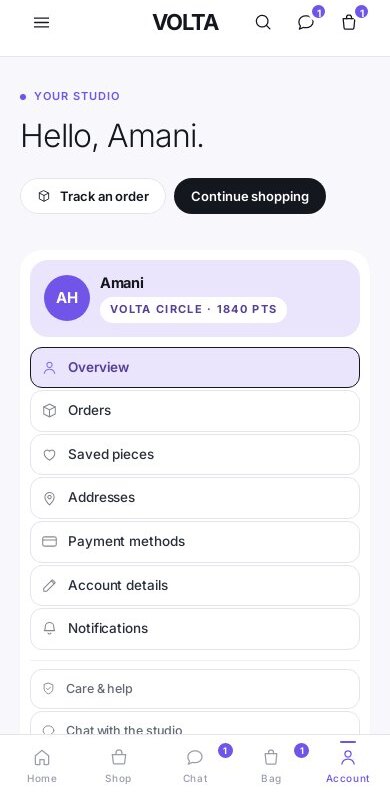 VOLTA
1
1
YOUR STUDIO
Hello, Amani.
Track an order
Continue shopping
AH
Amani
VOLTA CIRCLE · 1840 PTS
Overview
Orders
Saved pieces
Addresses
Payment methods
Account details
Notifications
Care & help
Chat with the studio
1
1
Home
Shop
Chat
Bag
Account